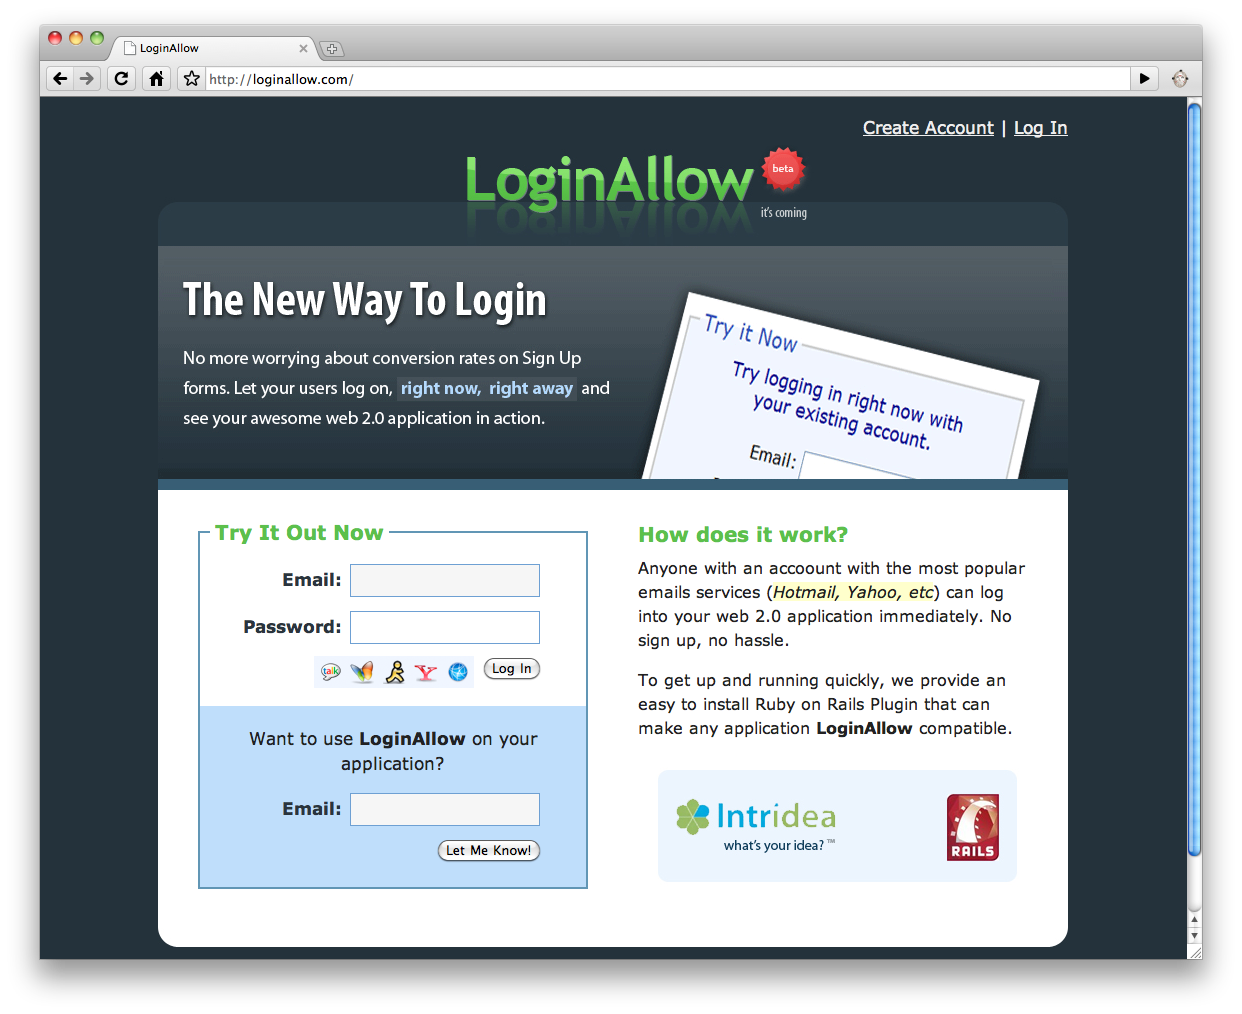 LoginAllow
http://loginallow.com/
Create Account | Log In
LoginAllow
beta
it's coming
The New Way To Login
No more worrying about conversion rates on Sign Up
forms. Let your users log on, right now, right away and
see your awesome web 2.0 application in action.
Try it Now
Try logging in right now with
your existing account.
Email:
Try It Out Now
Email:
Password:
talk
Log In
Want to use LoginAllow on your
application?
Email:
Let Me Know!
How does it work?
Anyone with an accoount with the most popular
emails services (Hotmail, Yahoo, etc) can log
into your web 2.0 application immediately. No
sign up, no hassle.
To get up and running quickly, we provide an
easy to install Ruby on Rails Plugin that can
make any application LoginAllow compatible.
Intridea
what's your idea?™
RAILS